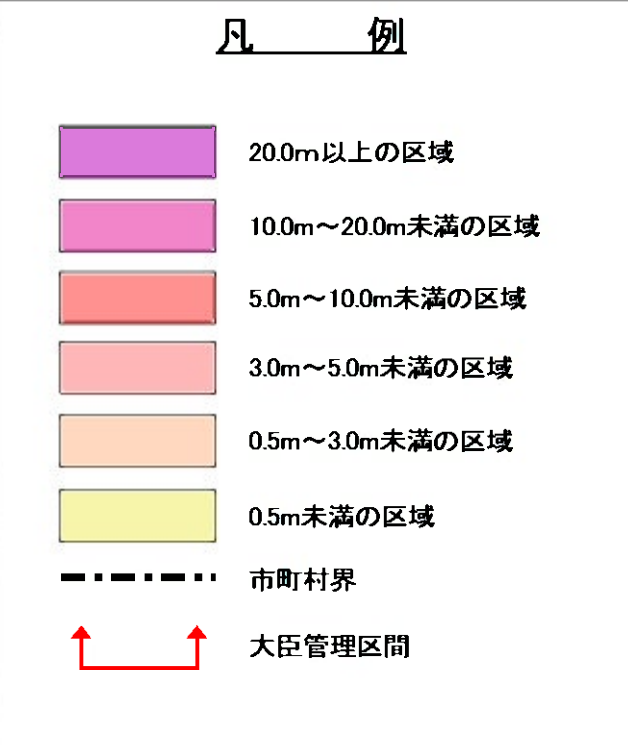 凡 例
20.0m以上の区域
10.0m～20.0m未満の区域
5.0m～10.0m未満の区域
3.0m～5.0m未満の区域
0.5m～3.0m未満の区域
0.5m未満の区域
市町村界
大臣管理区間